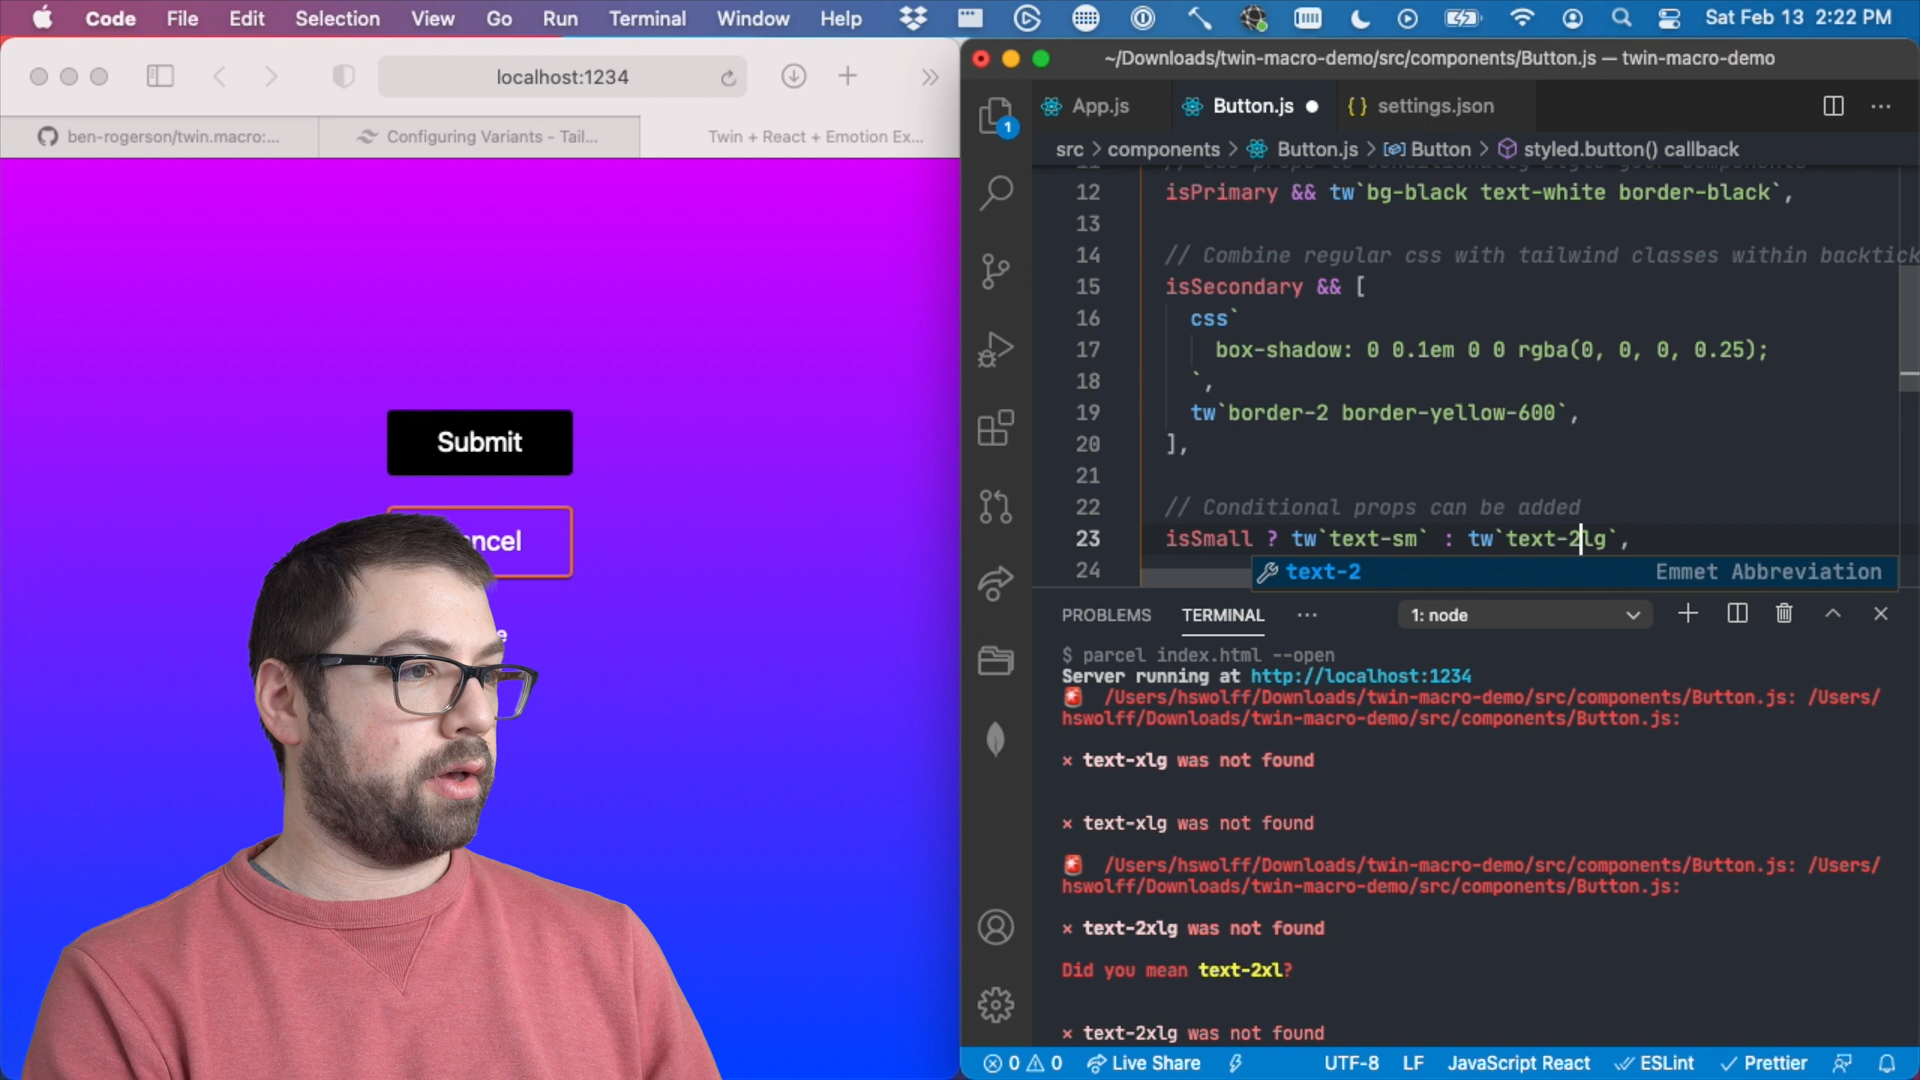 Code File Edit Selection View Go Run Terminal Window Help Sat Feb 13 2:22 PM
localhost:1234
ben-rogerson/twin.macro:...
Configuring Variants - Tail...
Twin + React + Emotion Ex...
Submit
ncel
e
~/Downloads/twin-macro-demo/src/components/Button.js — twin-macro-demo
1
App.js
Button.js
{} settings.json
src > components > Button.js > Button > styled.button() callback
12 isPrimary && tw`bg-black text-white border-black`,
13
14 // Combine regular css with tailwind classes within backtick
15 isSecondary && [
16 css`
17 box-shadow: 0 0.1em 0 0 rgba(0, 0, 0, 0.25);
18 `,
19 tw`border-2 border-yellow-600`,
20 ],
21
22 // Conditional props can be added
23 isSmall ? tw`text-sm` : tw`text-2lg`,
24
text-2 Emmet Abbreviation
PROBLEMS TERMINAL ··· 1: node
$ parcel index.html --open
Server running at http://localhost:1234
/Users/hswolff/Downloads/twin-macro-demo/src/components/Button.js: /Users/
hswolff/Downloads/twin-macro-demo/src/components/Button.js:
× text-xlg was not found
× text-xlg was not found
/Users/hswolff/Downloads/twin-macro-demo/src/components/Button.js: /Users/
hswolff/Downloads/twin-macro-demo/src/components/Button.js:
× text-2xlg was not found
Did you mean text-2xl?
× text-2xlg was not found
0 0 Live Share UTF-8 LF JavaScript React ESLint Prettier